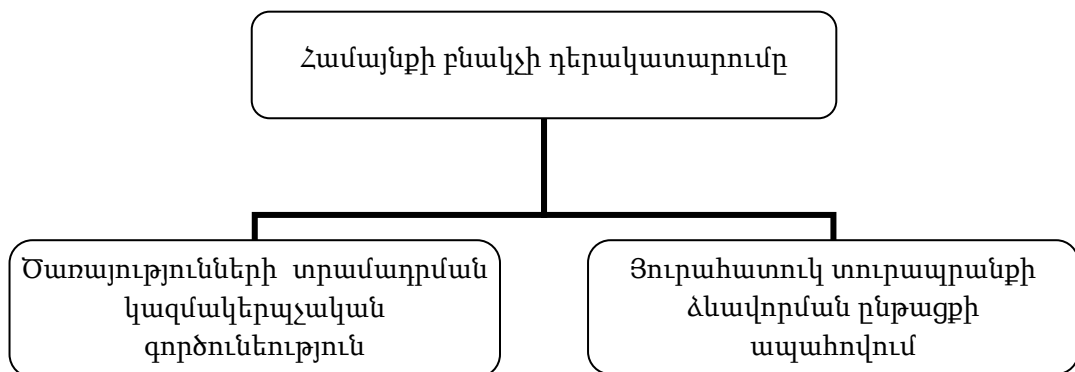 Համայնքի բնակչի դերակատարումը
Ծառայությունների տրամադրման
կազմակերպչական
գործունեություն
Յուրահատուկ տուրապրանքի
ձևավորման ընթացքի
ապահովում